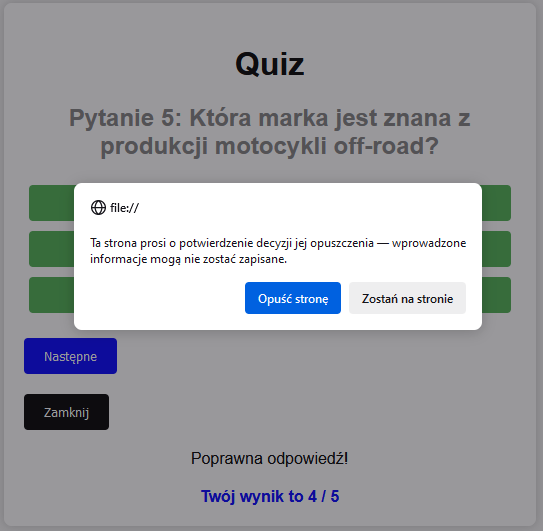 Quiz
Pytanie 5: Która marka jest znana z
produkcji motocykli off-road?
file://
Ta strona prosi o potwierdzenie decyzji jej opuszczenia — wprowadzone
informacje mogą nie zostać zapisane.
Opuść stronę
Zostań na stronie
Następne
Zamknij
Poprawna odpowiedź!
Twój wynik to 4 / 5